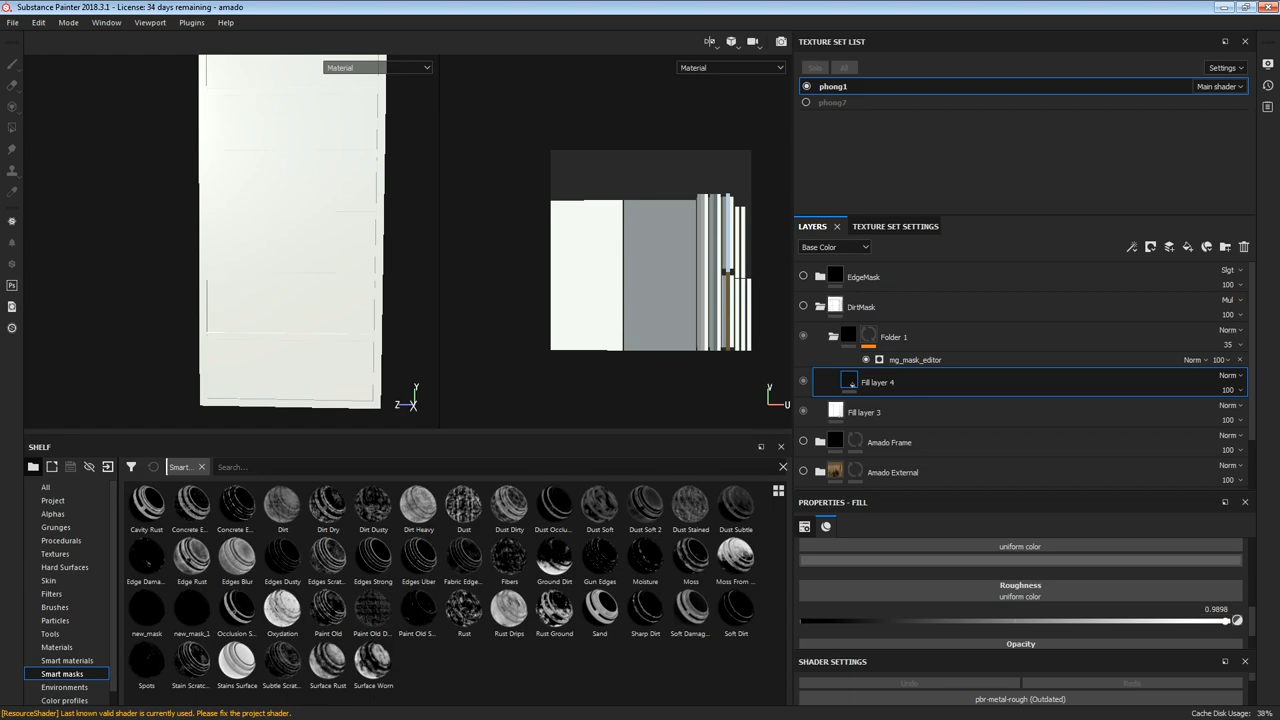 Substance Painter 2018.3.1 - License: 34 days remaining - amado
File Edit Mode Window Viewport Plugins Help
Material
Material
Y
Z X
V
U
TEXTURE SET LIST
Solo All Settings
phong1 Main shader
phong7
LAYERS TEXTURE SET SETTINGS
Base Color
EdgeMask Slgt 100
DirtMask Mul 100
Folder 1 Norm 35
mg_mask_editor Norm 100
Fill layer 4 Norm 100
Fill layer 3 Norm 100
Amado Frame Norm 100
Amado External Norm 100
PROPERTIES - FILL
uniform color
Roughness
uniform color
0.9898
Opacity
SHADER SETTINGS
Undo Redo
pbr-metal-rough (Outdated)
SHELF
Smart... Search...
All
Project
Alphas
Grunges
Procedurals
Textures
Hard Surfaces
Skin
Filters
Brushes
Particles
Tools
Materials
Smart materials
Smart masks
Environments
Color profiles
Cavity Rust Concrete E... Concrete E... Dirt Dirt Dry Dirt Dusty Dirt Heavy Dust Dust Dirty Dust Occlu... Dust Soft Dust Soft 2 Dust Stained Dust Subtle
Edge Dama... Edge Rust Edges Blur Edges Dusty Edges Scrat... Edges Strong Edges Uber Fabric Edge... Fibers Ground Dirt Gun Edges Moisture Moss Moss From ...
new_mask new_mask_1 Occlusion S... Oxydation Paint Old Paint Old D... Paint Old S... Rust Rust Drips Rust Ground Sand Sharp Dirt Soft Damag... Soft Dirt
Spots Stain Scratc... Stains Surface Subtle Scrat... Surface Rust Surface Worn
[ResourceShader] Last known valid shader is currently used. Please fix the project shader. Cache Disk Usage: 38%